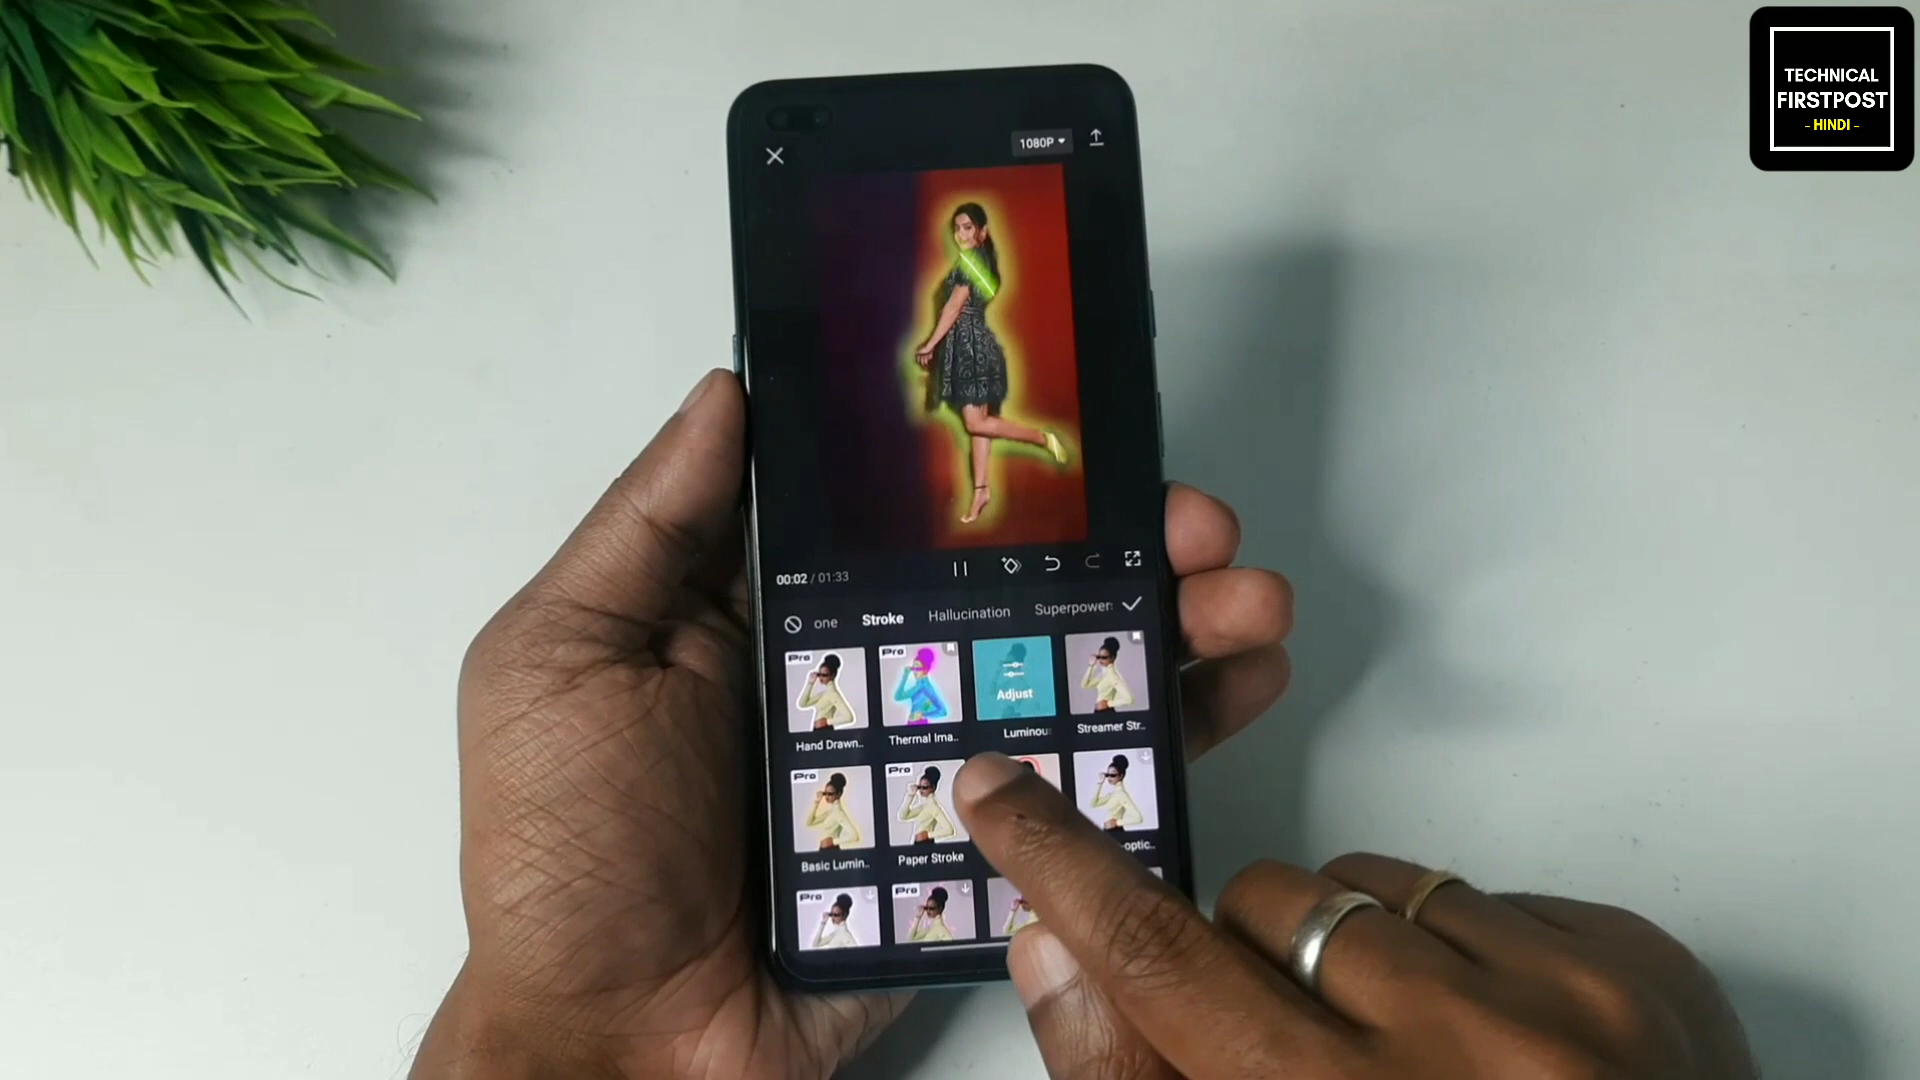 TECHNICAL
FIRSTPOST
- HINDI -
1080P
00:02 / 01:33
one
Stroke
Hallucination
Superpower
Pro
Pro
Adjust
Hand Drawn..
Thermal Ima..
Luminou
Streamer Str..
Pro
Pro
Basic Lumin..
Paper Stroke
-optic..
Pro
Pro